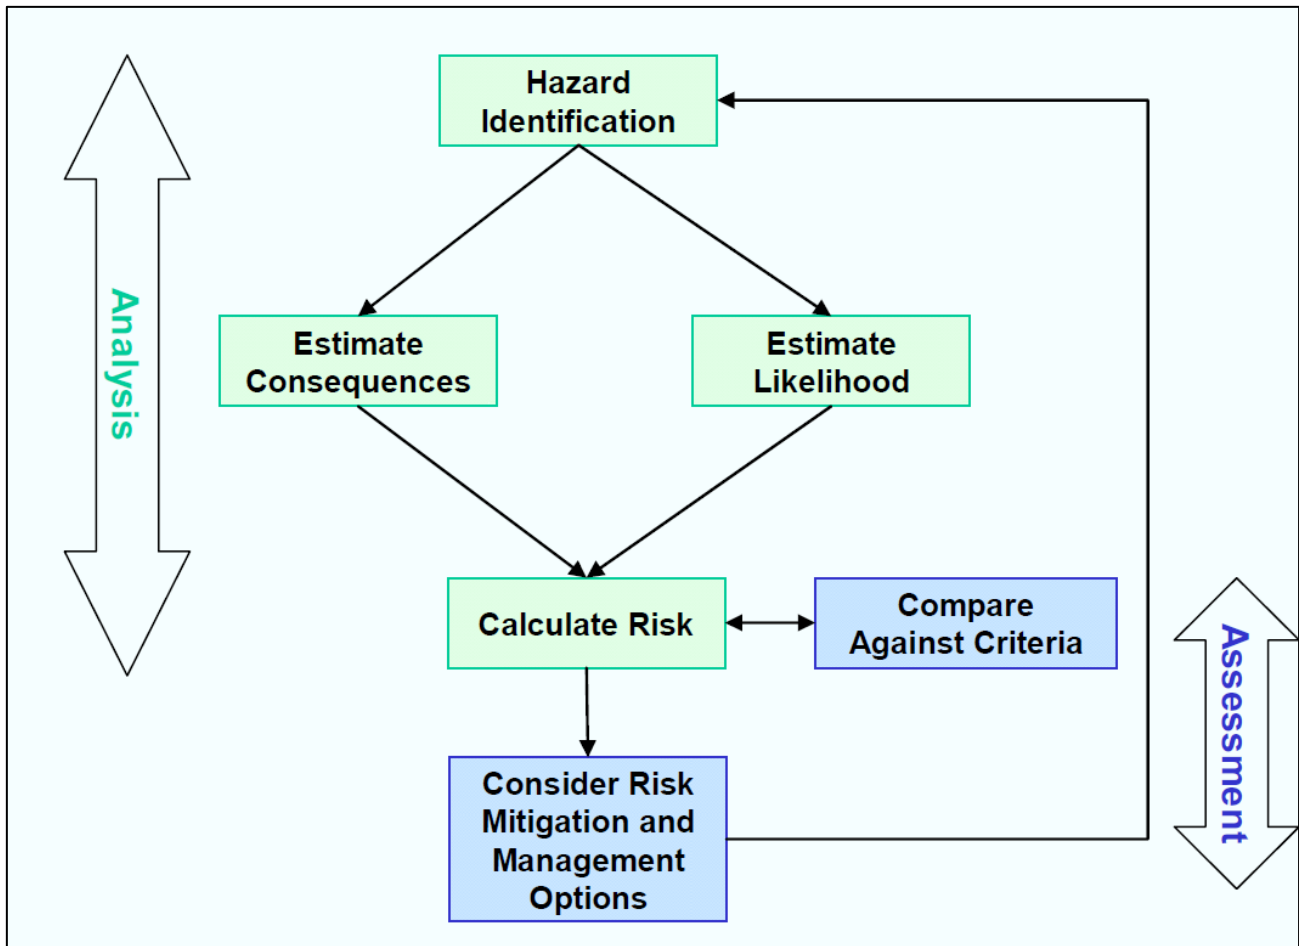 Hazard
Identification
Analysis
Estimate
Consequences
Estimate
Likelihood
Calculate Risk
Compare
Against Criteria
Assessment
Consider Risk
Mitigation and
Management
Options